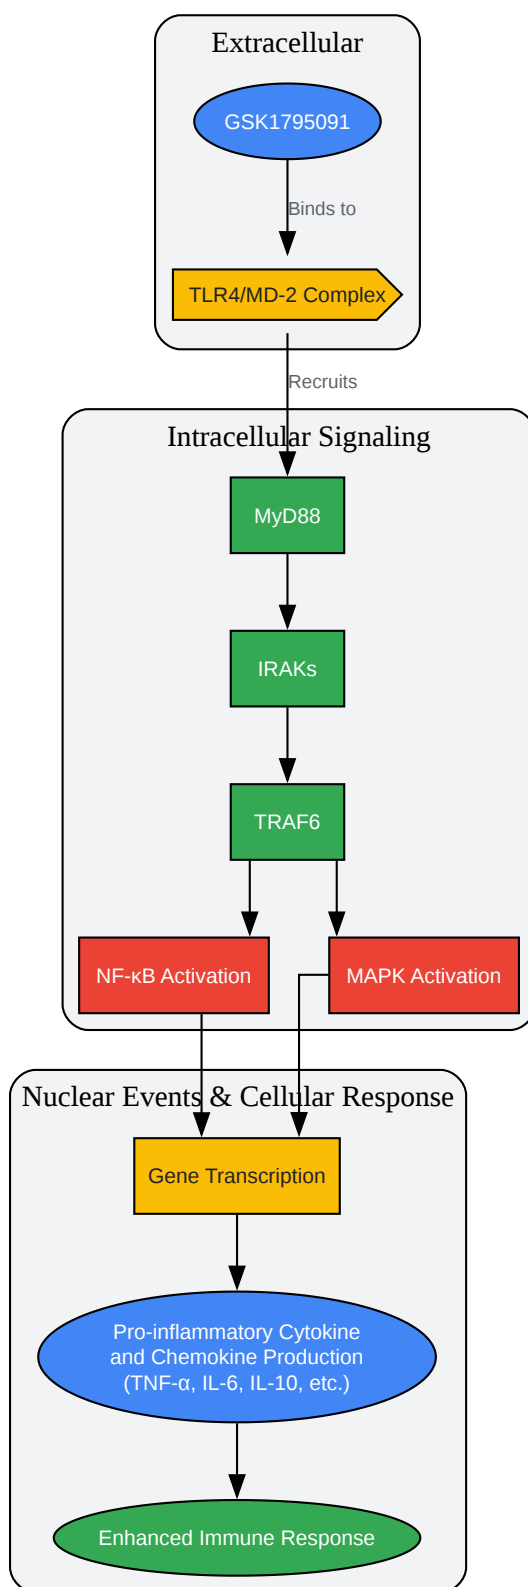 Extracellular
GSK1795091
Binds to
TLR4/MD-2 Complex
Recruits
Intracellular Signaling
MyD88
IRAKs
TRAF6
NF-κB Activation
MAPK Activation
Nuclear Events & Cellular Response
Gene Transcription
Pro-inflammatory Cytokine
and Chemokine Production
(TNF-α, IL-6, IL-10, etc.)
Enhanced Immune Response